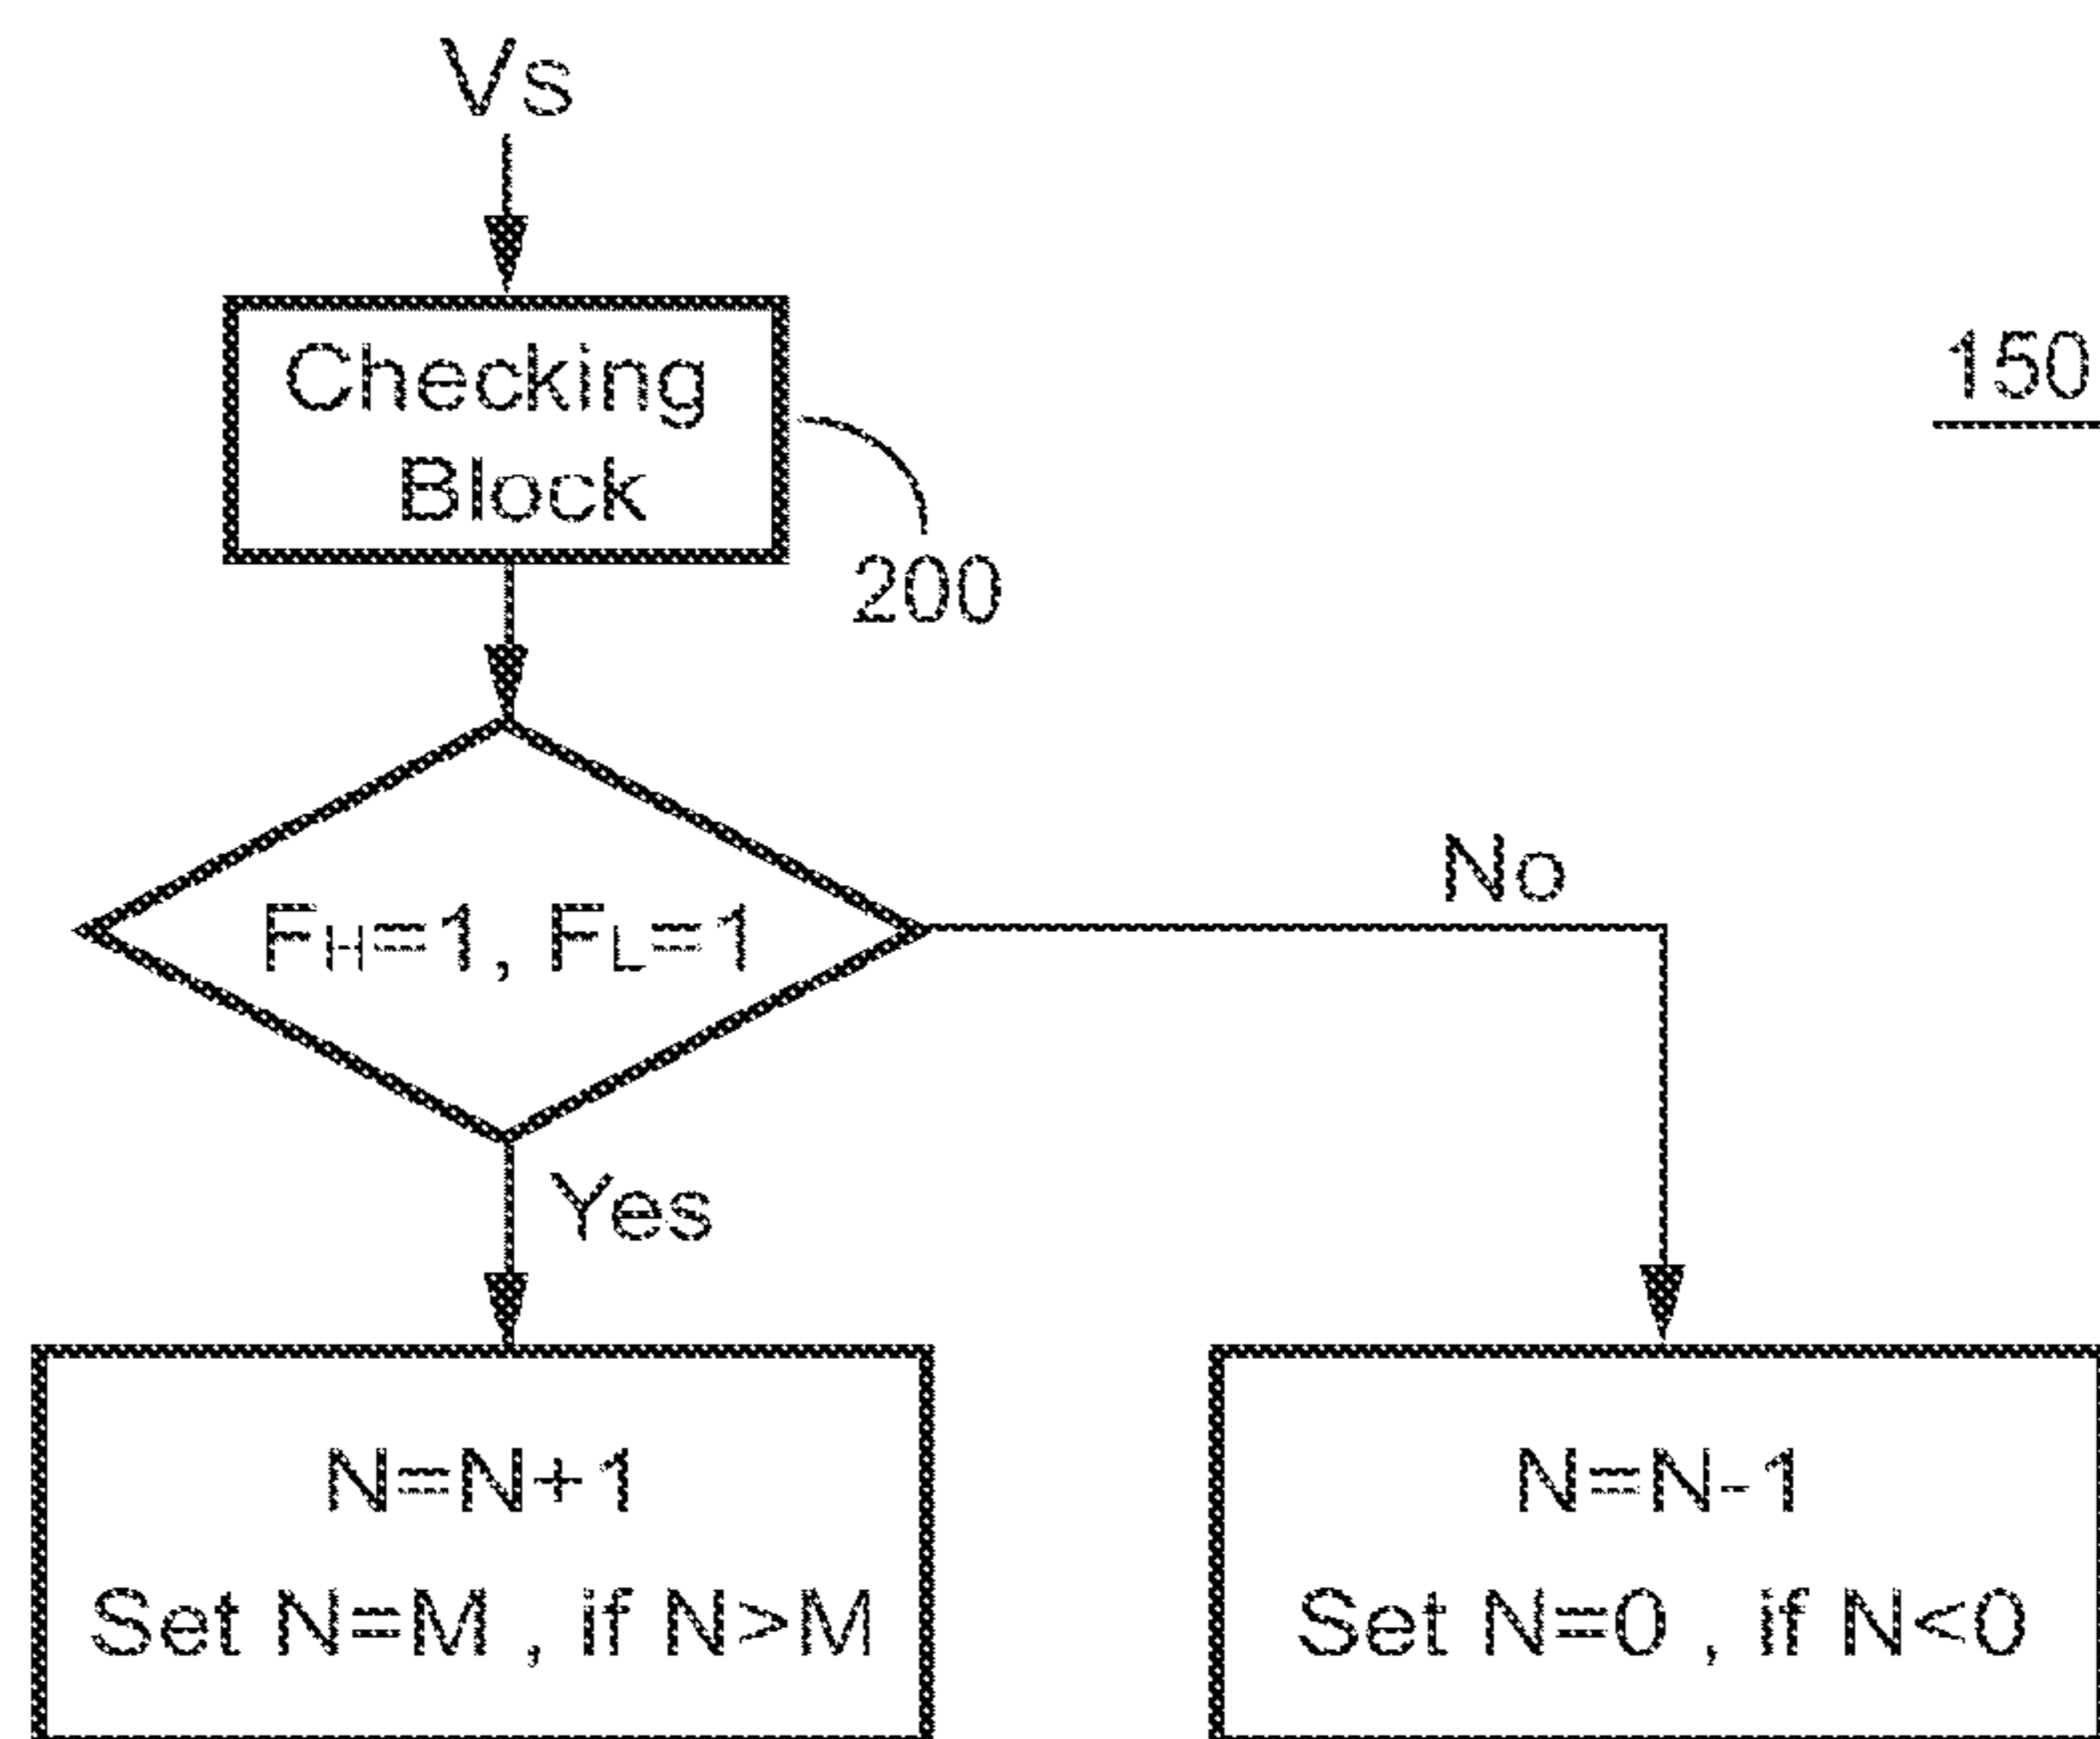 Vs
Checking
Block
150
200
FH=1, FL=1
No
Yes
N=N+1
Set N=M , if N>M
N=N-1
Set N=0 , if N<0